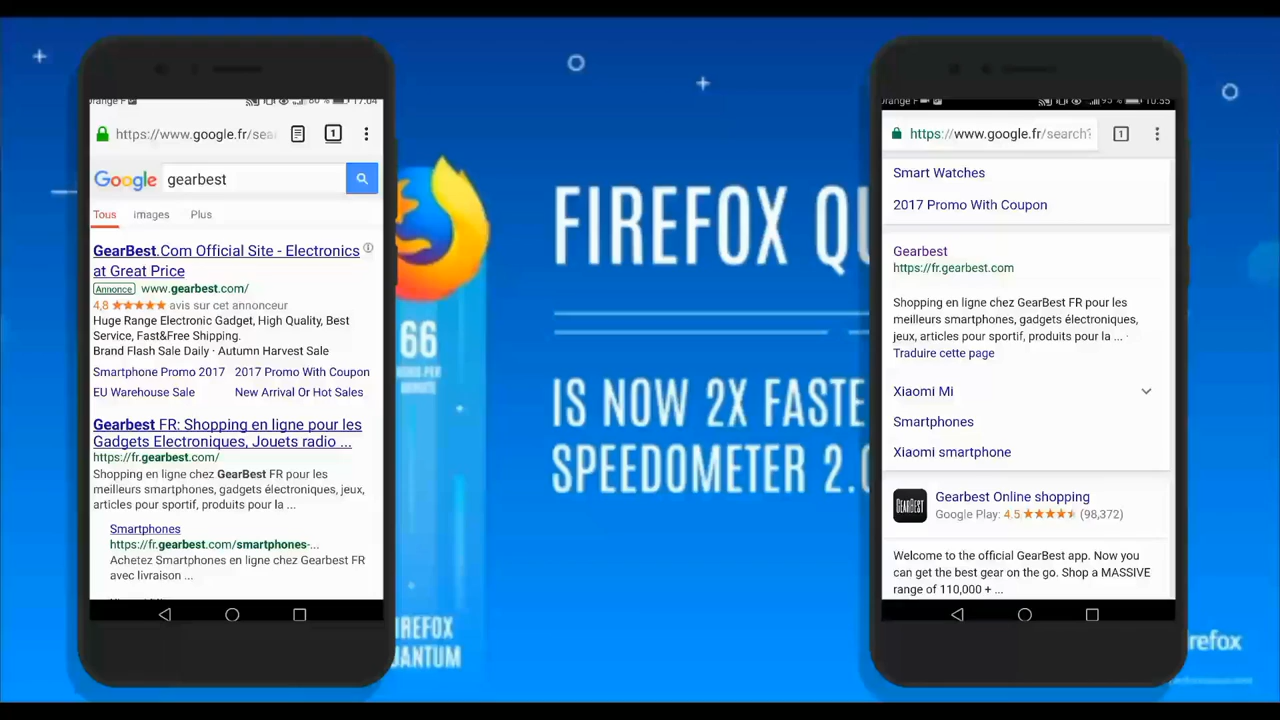 17:04
https://www.google.fr/sea
1
Google
gearbest
Tous
images
Plus
GearBest.Com Official Site - Electronics
at Great Price
Annonce www.gearbest.com/
4,8 ★★★★★ avis sur cet annonceur
Huge Range Electronic Gadget, High Quality, Best
Service, Fast&Free Shipping.
Brand Flash Sale Daily · Autumn Harvest Sale
Smartphone Promo 2017 2017 Promo With Coupon
EU Warehouse Sale New Arrival Or Hot Sales
Gearbest FR: Shopping en ligne pour les
Gadgets Electroniques, Jouets radio ...
https://fr.gearbest.com/
Shopping en ligne chez GearBest FR pour les
meilleurs smartphones, gadgets électroniques, jeux,
articles pour sportif, produits pour la ...
Smartphones
https://fr.gearbest.com/smartphones-...
Achetez Smartphones en ligne chez Gearbest FR
avec livraison ...
66
FIREFOX QU
IS NOW 2X FASTE
SPEEDOMETER 2.0
IREFOX
UANTUM
10:55
https://www.google.fr/search?
1
Smart Watches
2017 Promo With Coupon
Gearbest
https://fr.gearbest.com
Shopping en ligne chez GearBest FR pour les
meilleurs smartphones, gadgets électroniques,
jeux, articles pour sportif, produits pour la ... ·
Traduire cette page
Xiaomi Mi
Smartphones
Xiaomi smartphone
GEARBEST
Gearbest Online shopping
Google Play: 4.5 ★★★★★ (98,372)
Welcome to the official GearBest app. Now you
can get the best gear on the go. Shop a MASSIVE
range of 110,000 + ...
refox